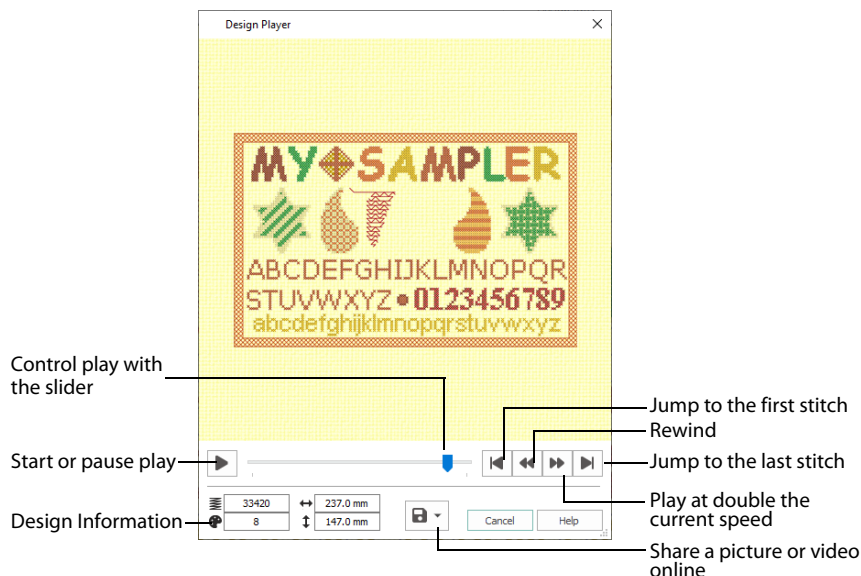 Design Player
MY SAMPLER
ABCDEFGHIJKLMNOPQR
STUVWXYZ•0123456789
abcdefghijklmnopqrstuvwxyz
Control play with
the slider
Jump to the first stitch
Rewind
Start or pause play
Jump to the last stitch
Play at double the
current speed
Design Information
33420
237.0 mm
8
147.0 mm
Cancel
Help
Share a picture or video
online